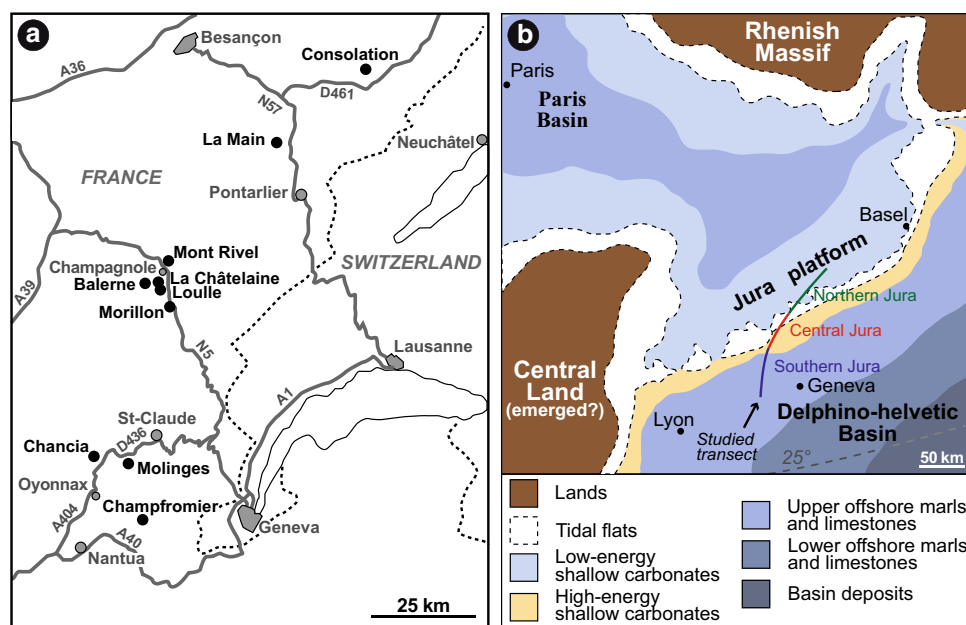 a
Besançon
Consolation
A36
D461
N57
La Main
Neuchâtel
FRANCE
Pontarlier
SWITZERLAND
Mont Rivel
Champagnole
La Châtelaine
Balerne
Loulle
A39
Morillon
N5
Lausanne
A1
St-Claude
D436
Chancia
Molinges
Oyonnax
A404
Champfromier
Geneva
A40
Nantua
25 km
b
Rhenish
Massif
Paris
Paris
Basin
Basel
Jura platform
Northern Jura
Central Jura
Southern Jura
Central
Land
(emerged?)
Geneva
Lyon
Delphino-helvetic
Basin
Studied
transect
25°
50 km
Lands
Tidal flats
Low-energy
shallow carbonates
High-energy
shallow carbonates
Upper offshore marls
and limestones
Lower offshore marls
and limestones
Basin deposits